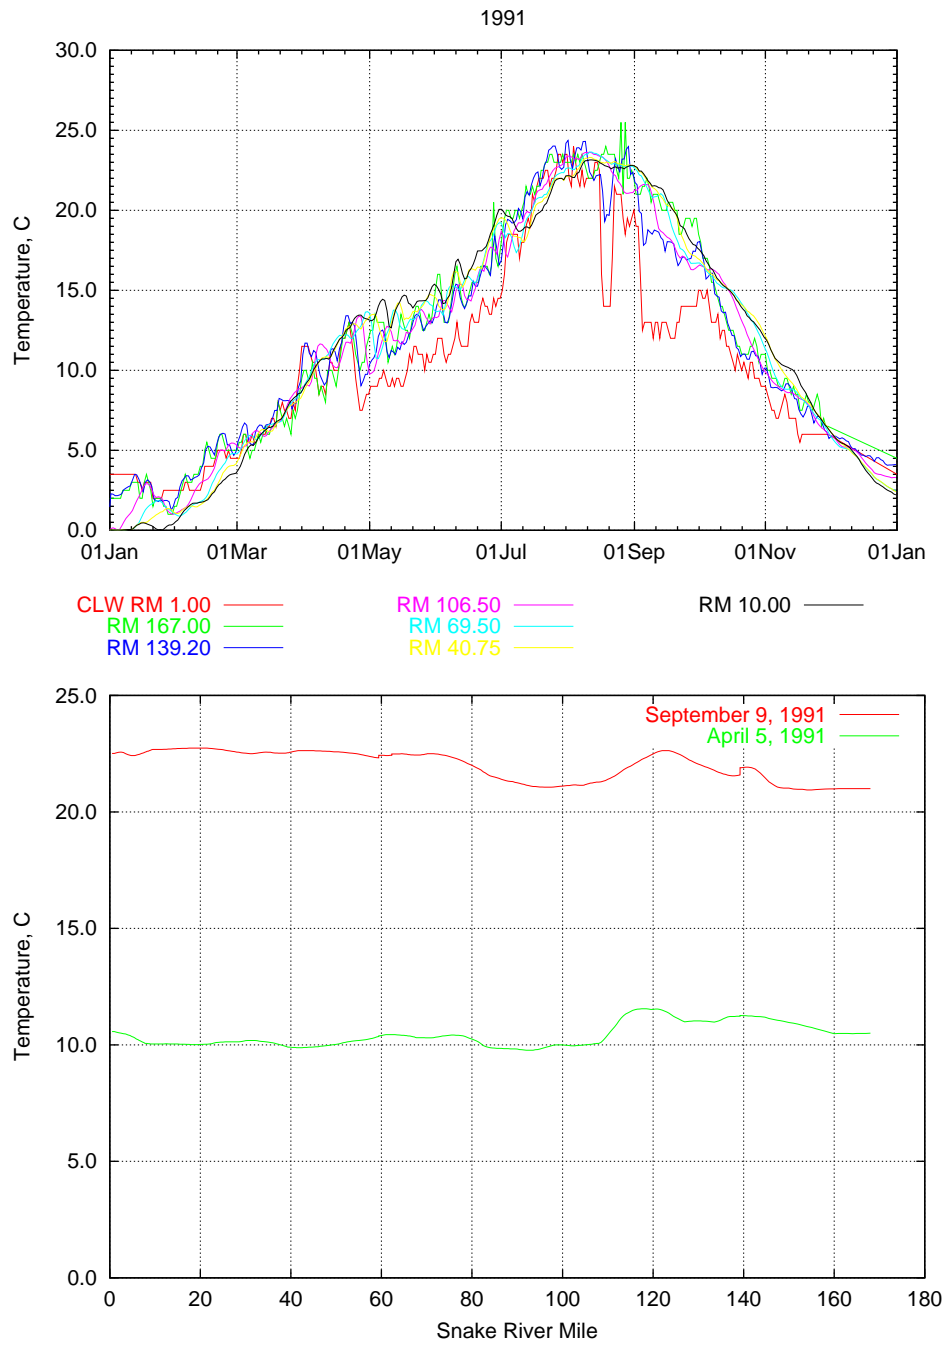 1991
30.0
25.0
20.0
15.0
10.0
5.0
0.0
Temperature, C
01Jan 01Mar 01May 01Jul 01Sep 01Nov 01Jan
CLW RM 1.00 RM 106.50 RM 10.00
RM 167.00 RM 69.50
RM 139.20 RM 40.75
25.0
20.0
15.0
10.0
5.0
0.0
Temperature, C
September 9, 1991
April 5, 1991
0 20 40 60 80 100 120 140 160 180
Snake River Mile